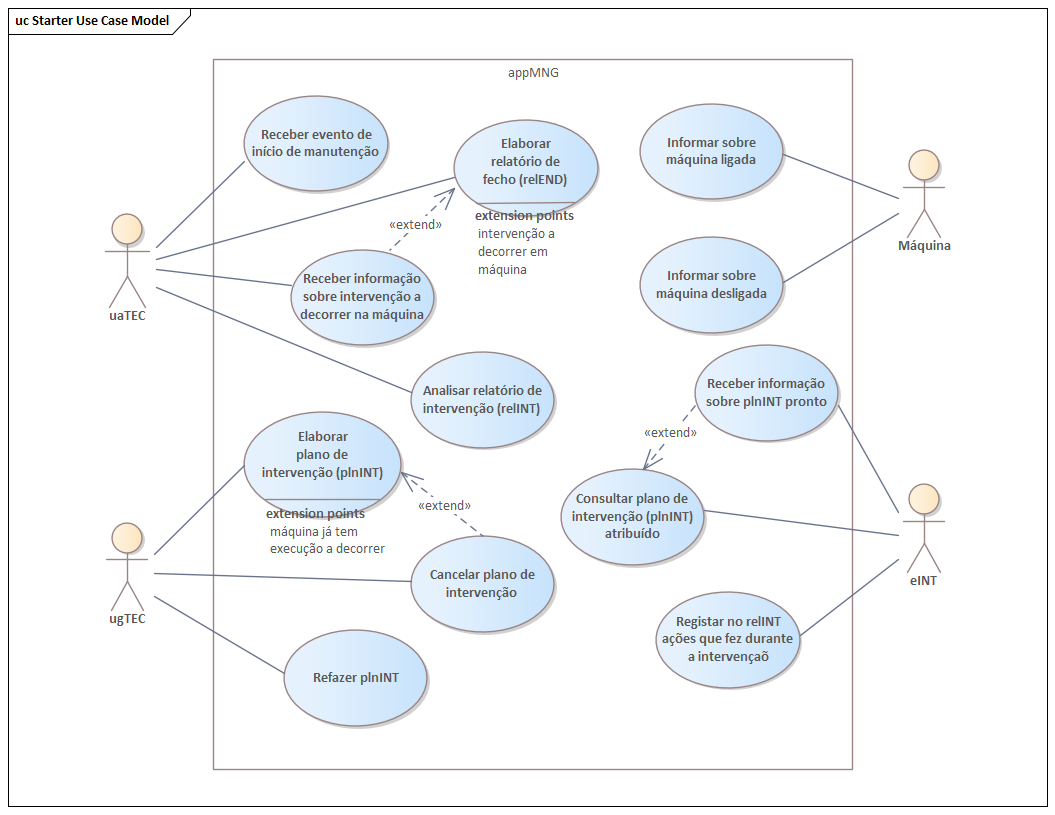 uc Starter Use Case Model
appMNG
Receber evento de
início de manutenção
Elaborar
relatório de
fecho (relEND)
extension points
intervenção a
decorrer em
máquina
«extend»
Receber informação
sobre intervenção a
decorrer na máquina
Analisar relatório de
intervenção (relINT)
uaTEC
Informar sobre
máquina ligada
Informar sobre
máquina desligada
Máquina
Receber informação
sobre plnINT pronto
«extend»
Consultar plano de
intervenção (plnINT)
atribuído
Registar no relINT
ações que fez durante
a intervençaõ
eINT
Elaborar
plano de
intervenção (plnINT)
extension points
máquina já tem
execução a decorrer
«extend»
Cancelar plano de
intervenção
Refazer plnINT
ugTEC